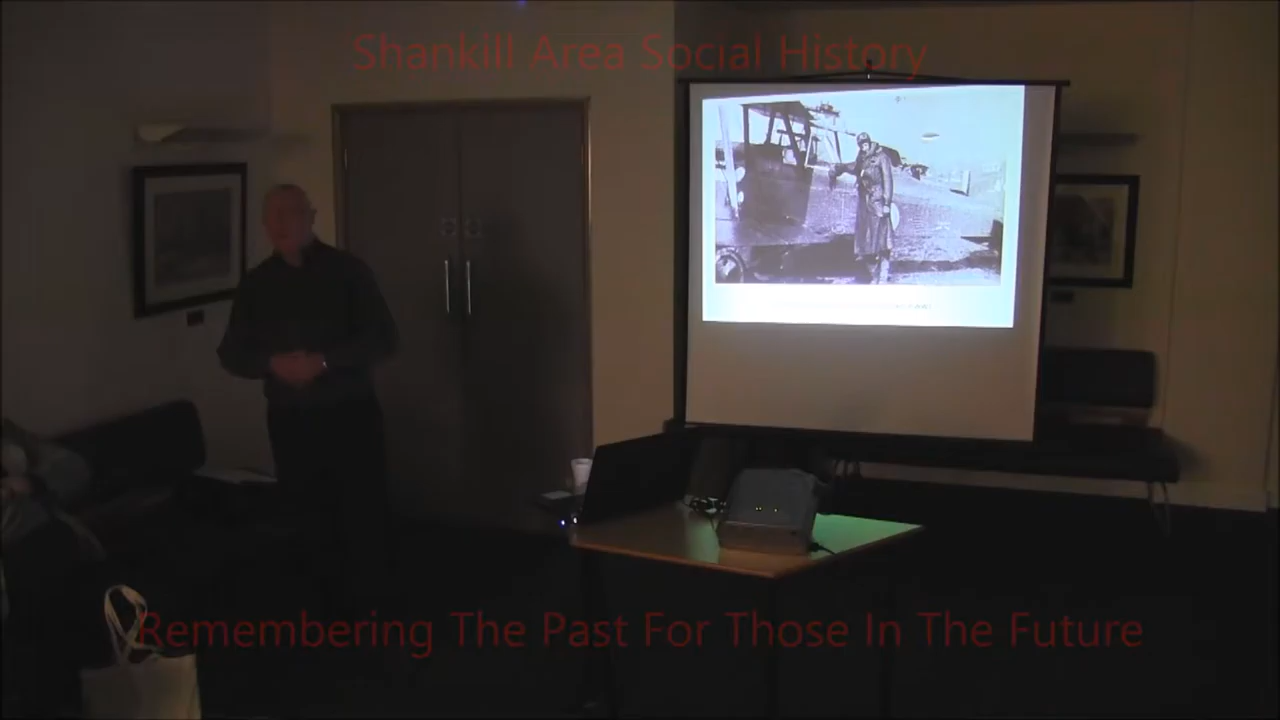 Shankill Area Social History
Remembering The Past For Those In The Future